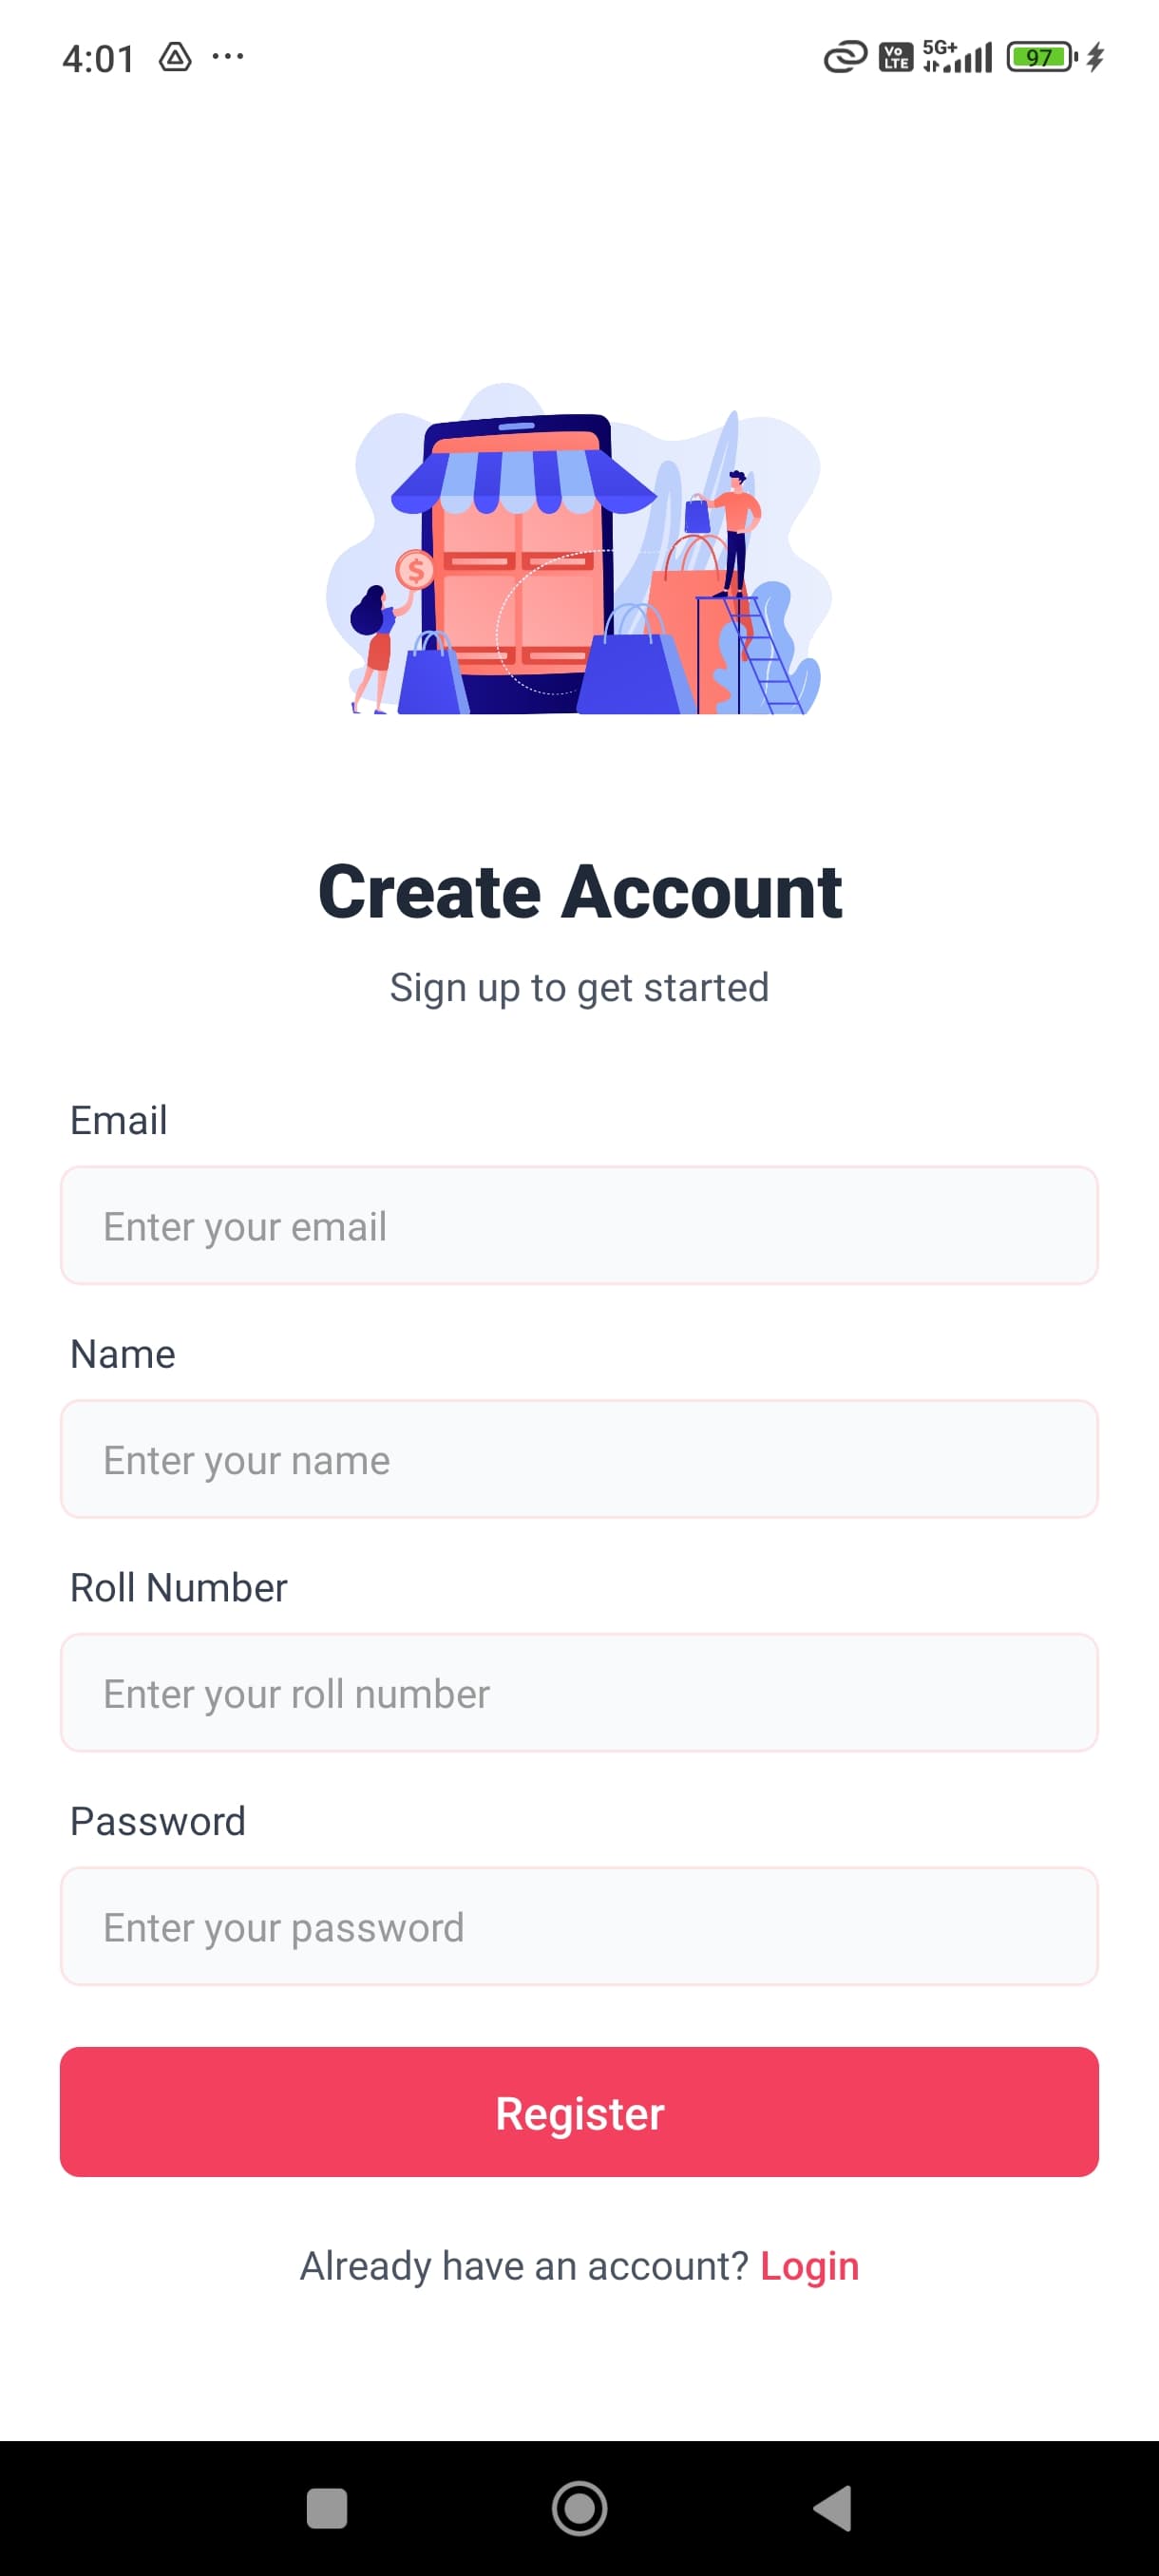 4:01 ...
Vo LTE 5G+ 97
$
Create Account
Sign up to get started
Email
Enter your email
Name
Enter your name
Roll Number
Enter your roll number
Password
Enter your password
Register
Already have an account? Login